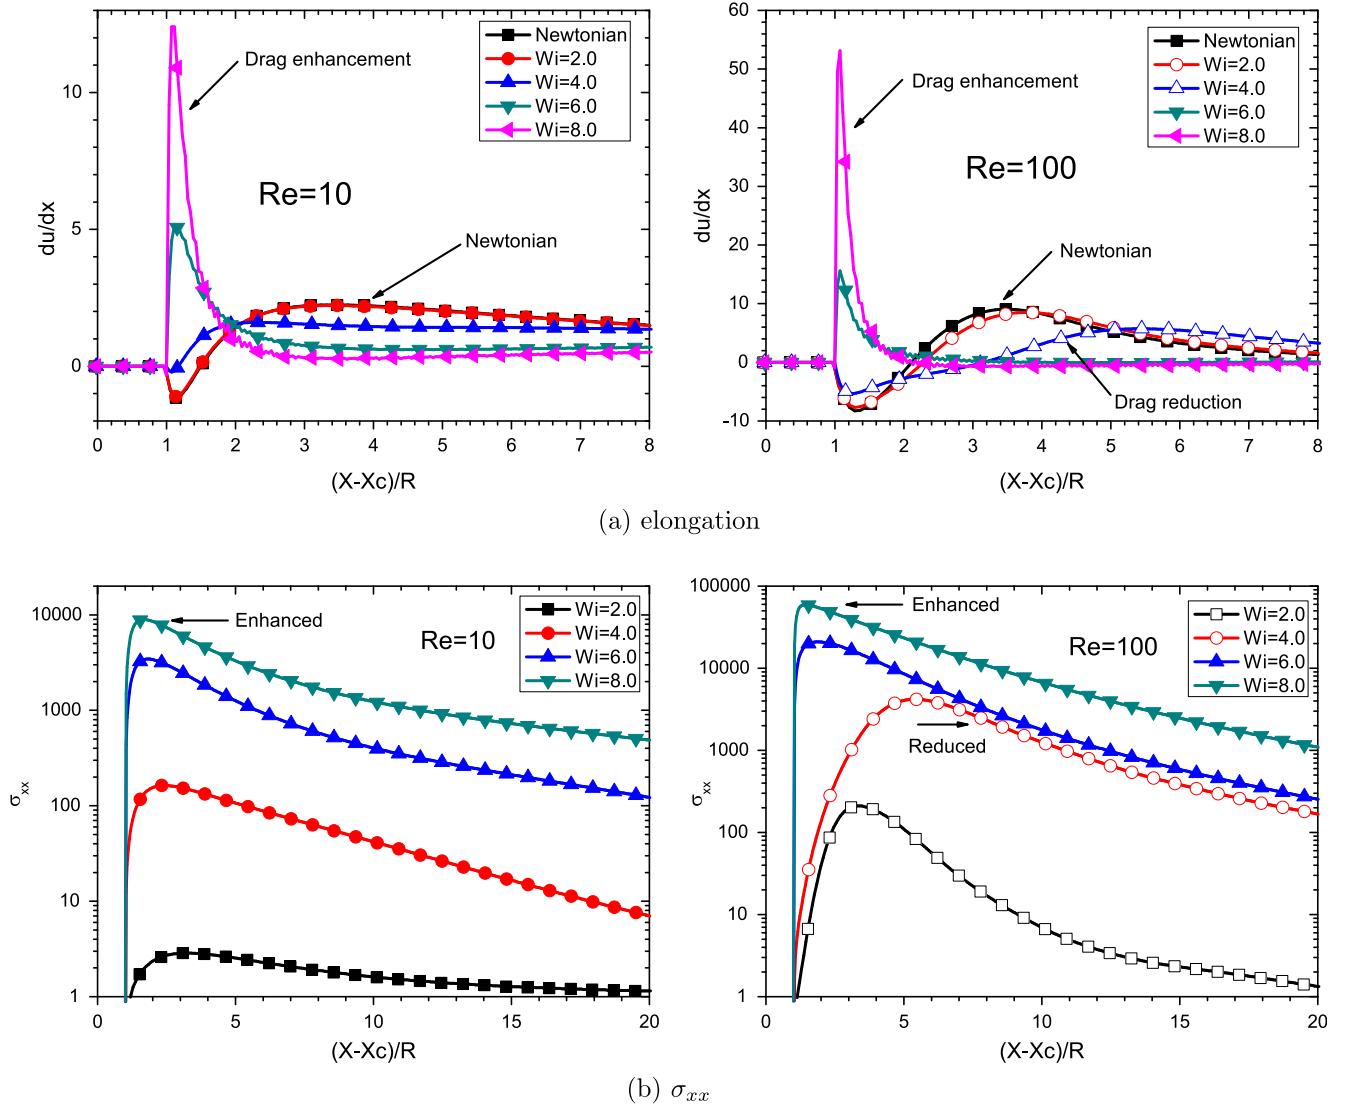 Newtonian
Wi=2.0
Wi=4.0
Wi=6.0
Wi=8.0
Drag enhancement
Re=10
Newtonian
du/dx
10
5
0
0 1 2 3 4 5 6 7 8
(X-Xc)/R
Newtonian
Wi=2.0
Wi=4.0
Wi=6.0
Wi=8.0
Drag enhancement
Re=100
Newtonian
Drag reduction
du/dx
60
50
40
30
20
10
0
-10
0 1 2 3 4 5 6 7 8
(X-Xc)/R
(a) elongation
Wi=2.0
Wi=4.0
Wi=6.0
Wi=8.0
Enhanced
Re=10
σxx
10000
1000
100
10
1
0 5 10 15 20
(X-Xc)/R
Wi=2.0
Wi=4.0
Wi=6.0
Wi=8.0
Enhanced
Re=100
Reduced
σxx
100000
10000
1000
100
10
1
0 5 10 15 20
(X-Xc)/R
(b) σxx